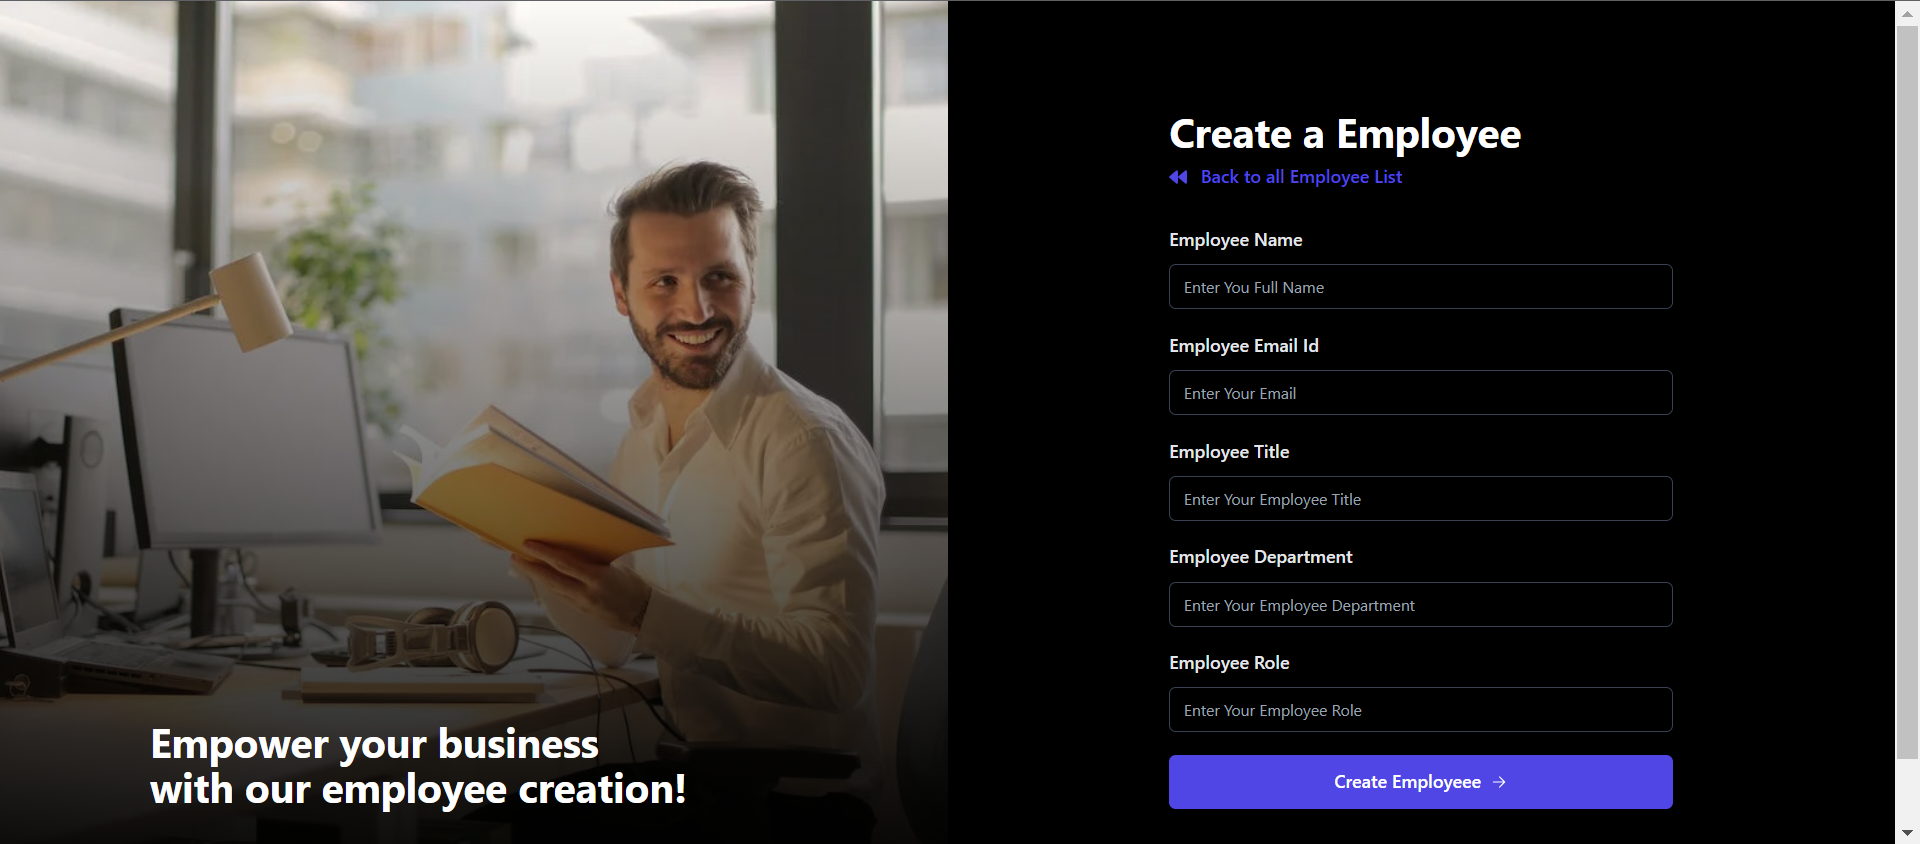 Empower your business
with our employee creation!
Create a Employee
Back to all Employee List
Employee Name
Enter You Full Name
Employee Email Id
Enter Your Email
Employee Title
Enter Your Employee Title
Employee Department
Enter Your Employee Department
Employee Role
Enter Your Employee Role
Create Employeee →